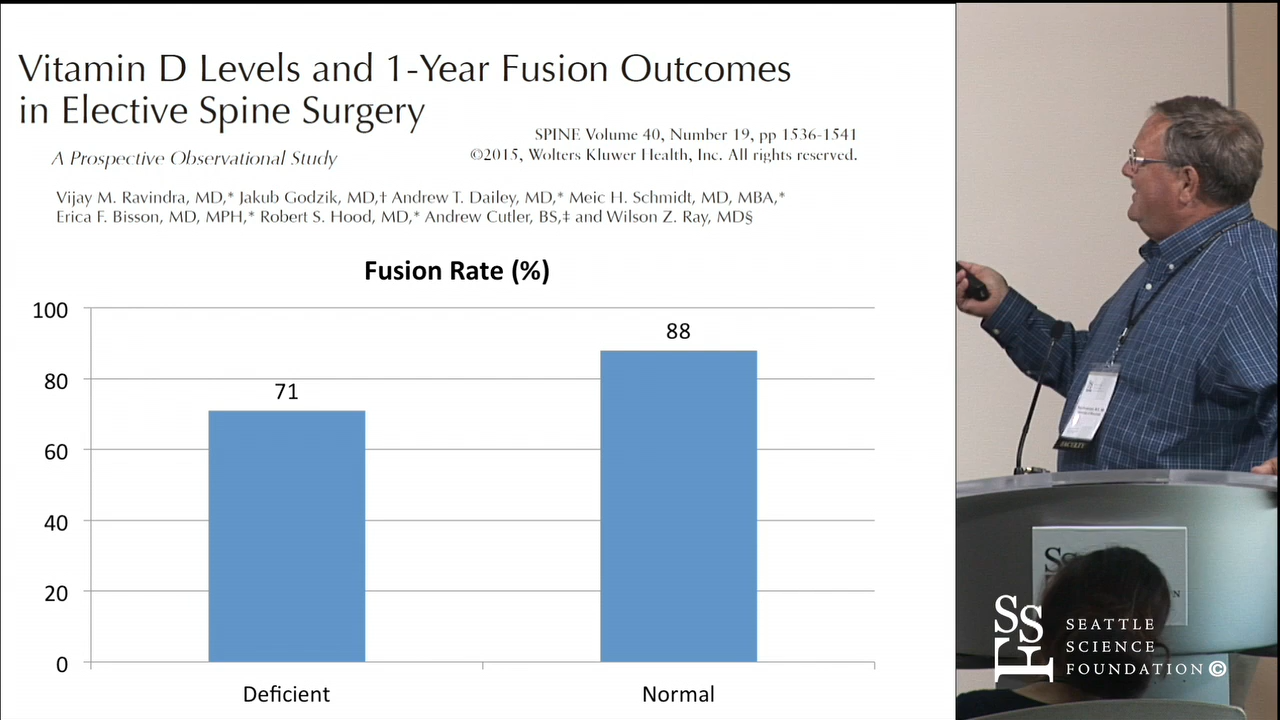 Vitamin D Levels and 1-Year Fusion Outcomes
in Elective Spine Surgery
SPINE Volume 40, Number 19, pp 1536-1541
©2015, Wolters Kluwer Health, Inc. All rights reserved.
A Prospective Observational Study
Vijay M. Ravindra, MD,* Jakub Godzik, MD,† Andrew T. Dailey, MD,* Meic H. Schmidt, MD, MBA,*
Erica F. Bisson, MD, MPH,* Robert S. Hood, MD,* Andrew Cutler, BS,‡ and Wilson Z. Ray, MD§
Fusion Rate (%)
100
80
60
40
20
0
71
88
Deficient
Normal
FACULTY
SSF
SEATTLE
SCIENCE
FOUNDATION©